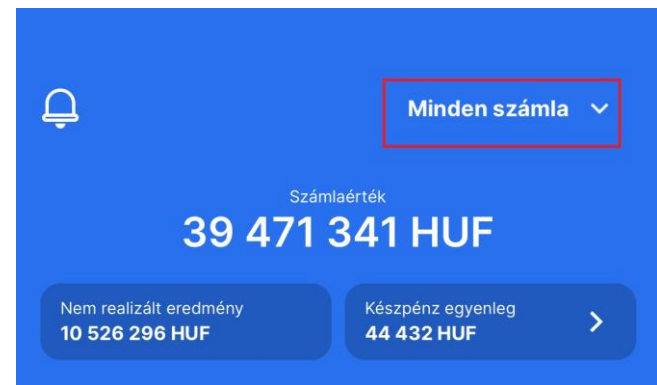 Minden számla
Számlaérték
39 471 341 HUF
Nem realizált eredmény
10 526 296 HUF
Készpénz egyenleg
44 432 HUF